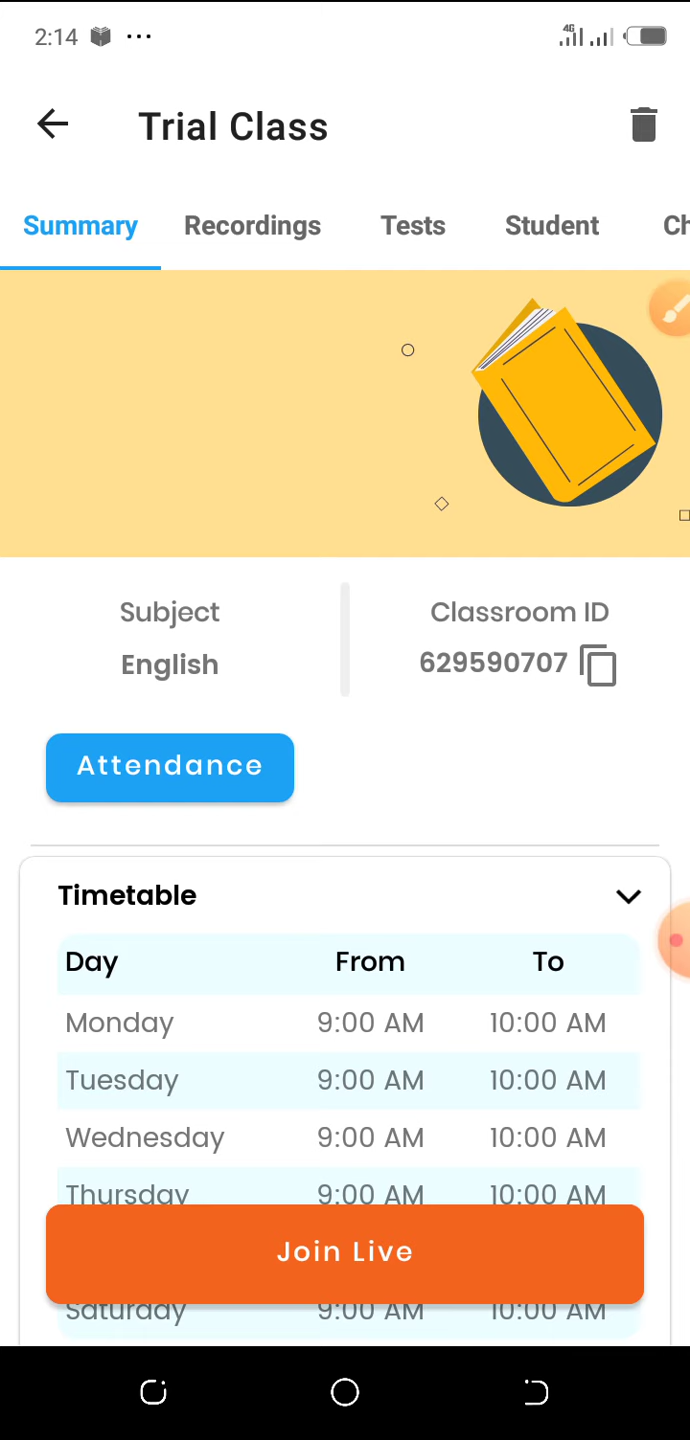 2:14
4G
Trial Class
Summary Recordings Tests Student Ch
Subject Classroom ID
English 629590707
Attendance
Timetable
Day From To
Monday 9:00 AM 10:00 AM
Tuesday 9:00 AM 10:00 AM
Wednesday 9:00 AM 10:00 AM
Thursday 9:00 AM 10:00 AM
Join Live
Saturday 9:00 AM 10:00 AM